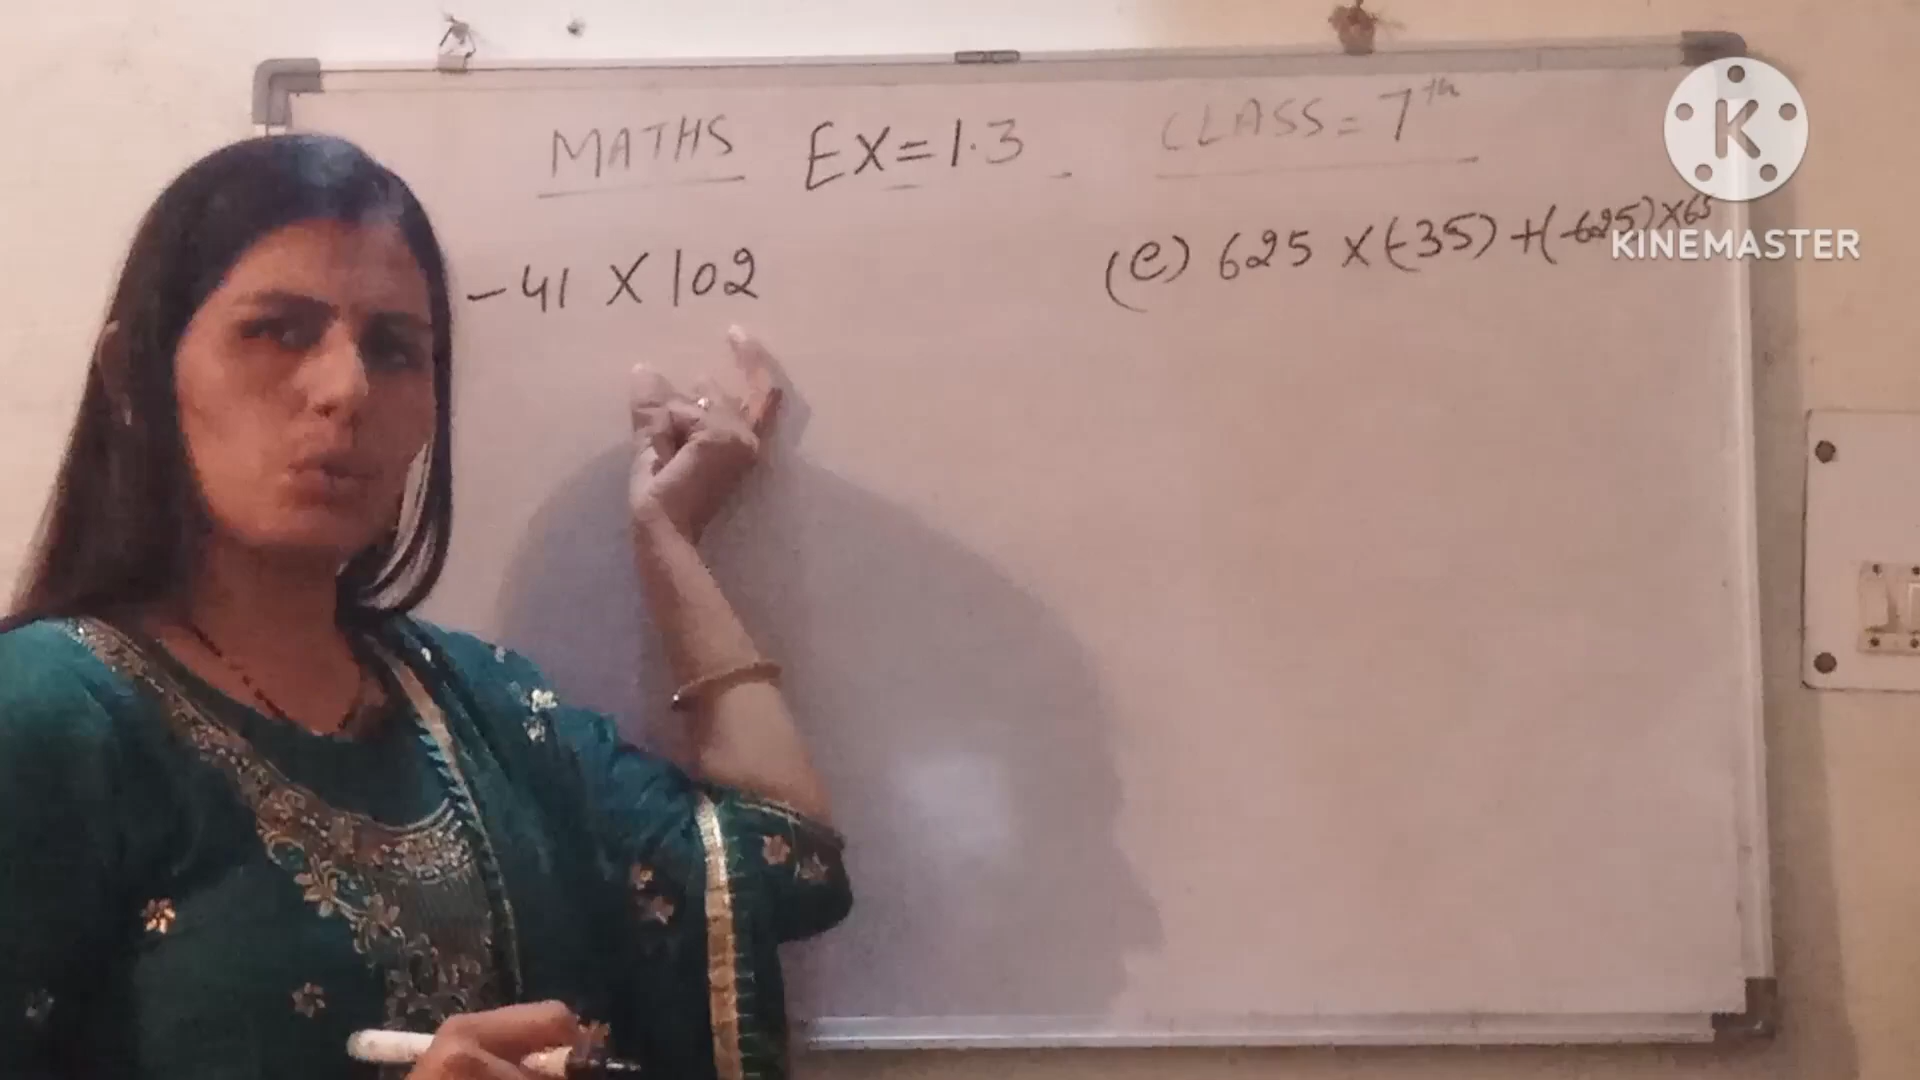 MATHS EX=1.3 CLASS=7th
-41 X 102
(e) 625 X (-35) + (-625) X 65
K
KINEMASTER